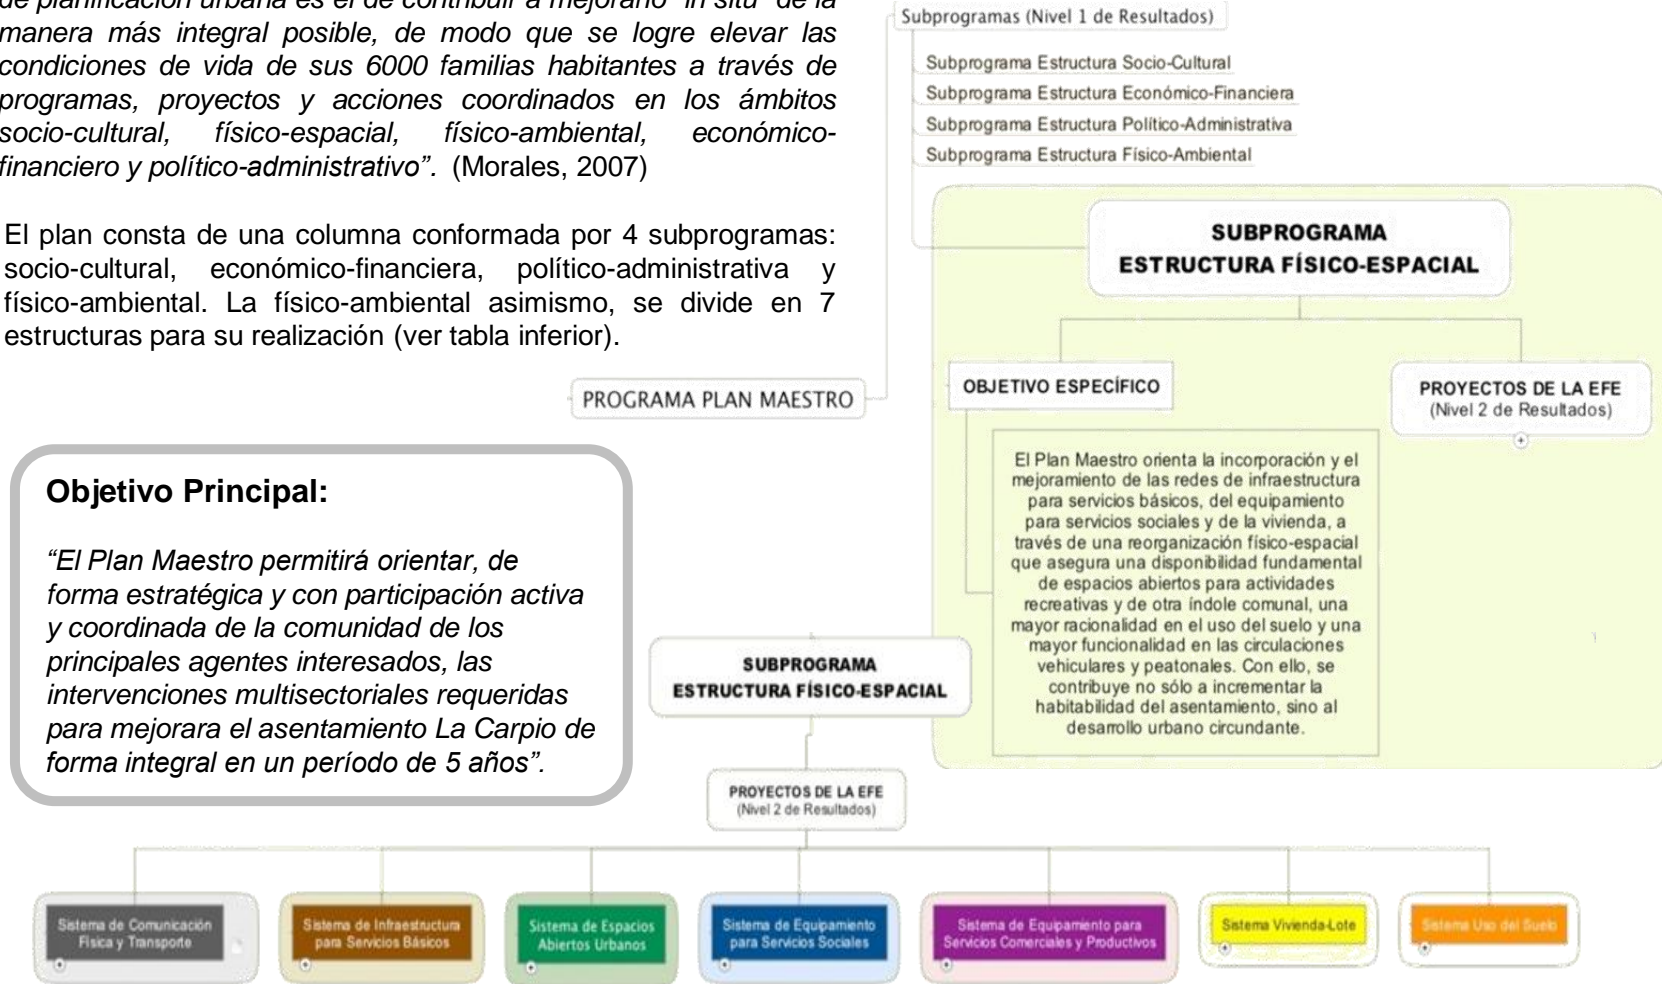 de planificación urbana es el de contribuir a mejorarlo "in situ" de la
manera más integral posible, de modo que se logre elevar las
condiciones de vida de sus 6000 familias habitantes a través de
programas, proyectos y acciones coordinados en los ámbitos
socio-cultural, físico-espacial, físico-ambiental, económico-
financiero y político-administrativo”. (Morales, 2007)
El plan consta de una columna conformada por 4 subprogramas:
socio-cultural, económico-financiera, político-administrativa y
físico-ambiental. La físico-ambiental asimismo, se divide en 7
estructuras para su realización (ver tabla inferior).
PROGRAMA PLAN MAESTRO
Subprogramas (Nivel 1 de Resultados)
Subprograma Estructura Socio-Cultural
Subprograma Estructura Económico-Financiera
Subprograma Estructura Político-Administrativa
Subprograma Estructura Físico-Ambiental
SUBPROGRAMA
ESTRUCTURA FÍSICO-ESPACIAL
OBJETIVO ESPECÍFICO
El Plan Maestro orienta la incorporación y el
mejoramiento de las redes de infraestructura
para servicios básicos, del equipamiento
para servicios sociales y de la vivienda, a
través de una reorganización físico-espacial
que asegura una disponibilidad fundamental
de espacios abiertos para actividades
recreativas y de otra índole comunal, una
mayor racionalidad en el uso del suelo y una
mayor funcionalidad en las circulaciones
vehiculares y peatonales. Con ello, se
contribuye no sólo a incrementar la
habitabilidad del asentamiento, sino al
desarrollo urbano circundante.
PROYECTOS DE LA EFE
(Nivel 2 de Resultados)
Objetivo Principal:
“El Plan Maestro permitirá orientar, de
forma estratégica y con participación activa
y coordinada de la comunidad de los
principales agentes interesados, las
intervenciones multisectoriales requeridas
para mejorara el asentamiento La Carpio de
forma integral en un período de 5 años”.
SUBPROGRAMA
ESTRUCTURA FÍSICO-ESPACIAL
PROYECTOS DE LA EFE
(Nivel 2 de Resultados)
Sistema de Comunicación
Física y Transporte
Sistema de Infraestructura
para Servicios Básicos
Sistema de Espacios
Abiertos Urbanos
Sistema de Equipamiento
para Servicios Sociales
Sistema de Equipamiento para
Servicios Comerciales y Productivos
Sistema Vivienda-Lote
Sistema Uso del Suelo